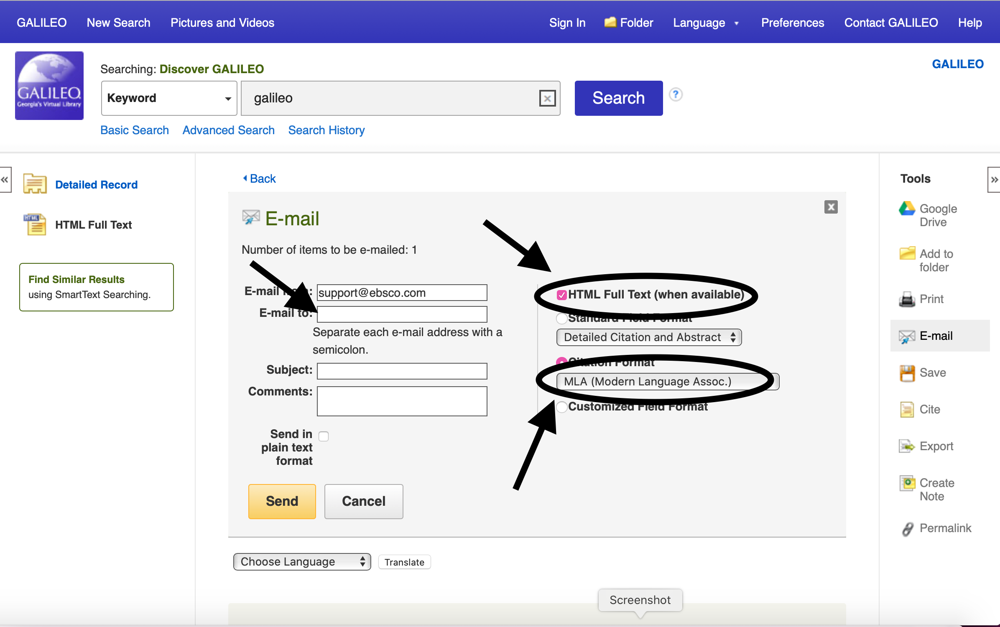 GALILEO New Search Pictures and Videos Sign In Folder Language Preferences Contact GALILEO Help
GALILEO
Georgia's Virtual Library
Searching: Discover GALILEO
GALILEO
Keyword galileo Search ?
Basic Search Advanced Search Search History
«
Detailed Record
HTML Full Text
Find Similar Results
using SmartText Searching.
Back
E-mail
Number of items to be e-mailed: 1
E-mail : support@ebsco.com
E-mail to:
Separate each e-mail address with a
semicolon.
Subject:
Comments:
Send in
plain text
format
Send Cancel
HTML Full Text (when available)
Standard Field Format
Detailed Citation and Abstract
Citation Format
MLA (Modern Language Assoc.)
Customized Field Format
Choose Language Translate
Screenshot
Tools
»
Google
Drive
Add to
folder
Print
E-mail
Save
Cite
Export
Create
Note
Permalink